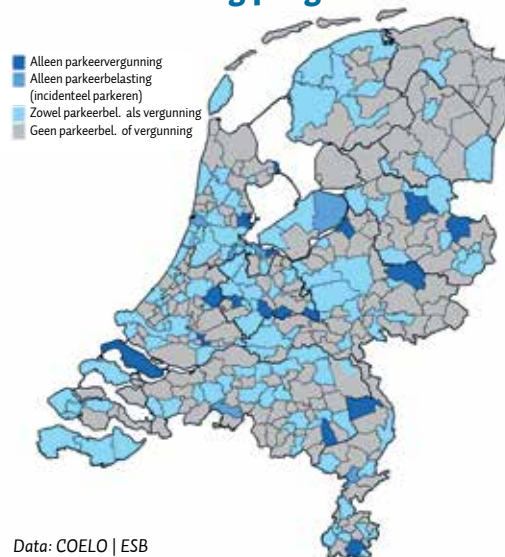 Alleen parkeervergunning
Alleen parkeerbelasting
(incidenteel parkeren)
Zowel parkeerbel. als vergunning
Geen parkeerbel. of vergunning
Data: COELO | ESB